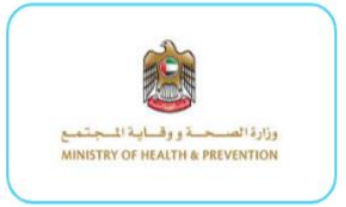 وزارة الصحة و وقاية المجتمع
MINISTRY OF HEALTH & PREVENTION